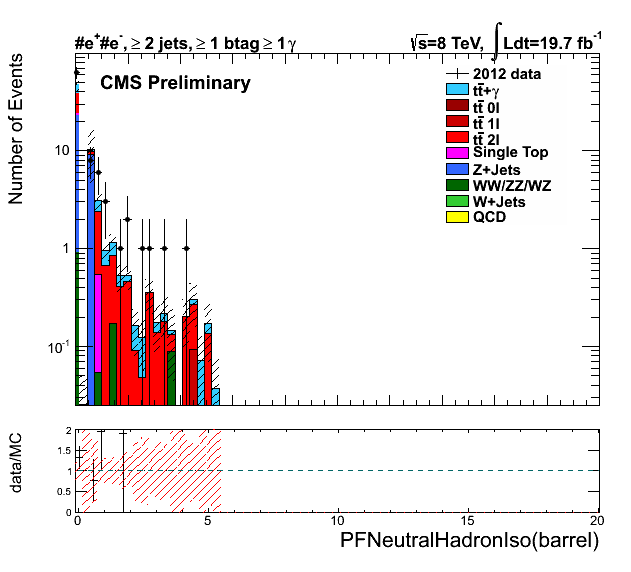 #e⁺#e⁻, ≥ 2 jets, ≥ 1 btag ≥ 1 γ
√s=8 TeV, ∫ Ldt=19.7 fb⁻¹
CMS Preliminary
Number of Events
2012 data
tt̄+γ
tt̄ 0l
tt̄ 1l
tt̄ 2l
Single Top
Z+Jets
WW/ZZ/WZ
W+Jets
QCD
10
1
10⁻¹
data/MC
2
1.5
1
0.5
0
0 5 10 15 20
PFNeutralHadronIso(barrel)